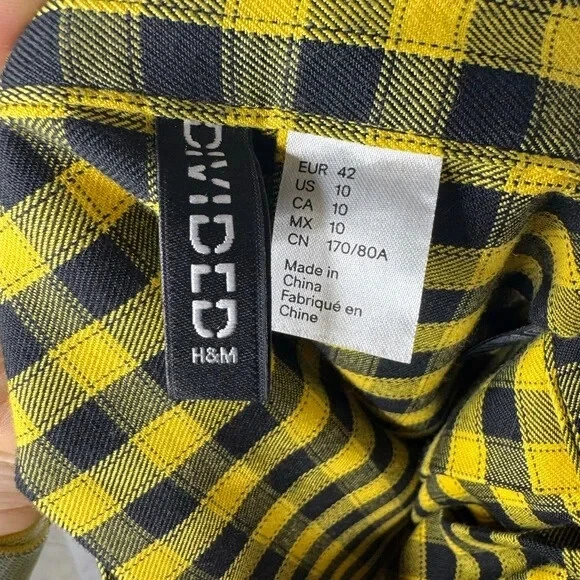 DIVIDED
H&M
EUR 42
US 10
CA 10
MX 10
CN 170/80A
Made in
China
Fabriqué en
Chine